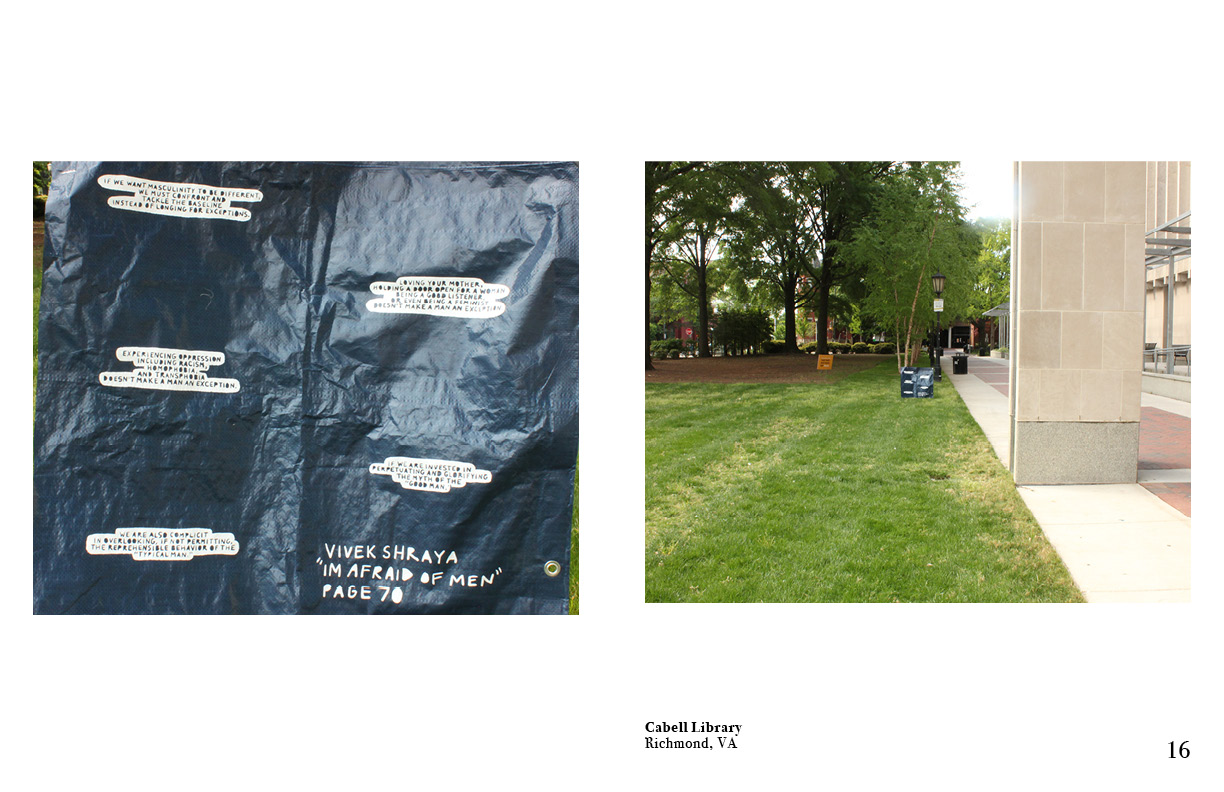 IF WE WANT MASCULINITY TO BE DIFFERENT,
WE MUST CONFRONT AND
TACKLE THE BASELINE
INSTEAD OF LONGING FOR EXCEPTIONS.
LOVING YOUR MOTHER,
HOLDING A DOOR OPEN FOR A WOMAN
BEING A GOOD LISTENER
OR EVEN BEING A FEMINIST
DOESN'T MAKE A MAN AN EXCEPTION
EXPERIENCING OPPRESSION
INCLUDING RACISM,
HOMOPHOBIA,
AND TRANSPHOBIA
DOESN'T MAKE A MAN AN EXCEPTION.
IF WE ARE INVESTED IN
PERPETUATING AND GLORIFYING
THE MYTH OF THE
"GOOD MAN,
WE ARE ALSO COMPLICIT
IN OVERLOOKING, IF NOT PERMITTING,
THE REPREHENSIBLE BEHAVIOR OF THE
"TYPICAL MAN."
VIVEK SHRAYA
"IM AFRAID OF MEN"
PAGE 70
Cabell Library
Richmond, VA
16